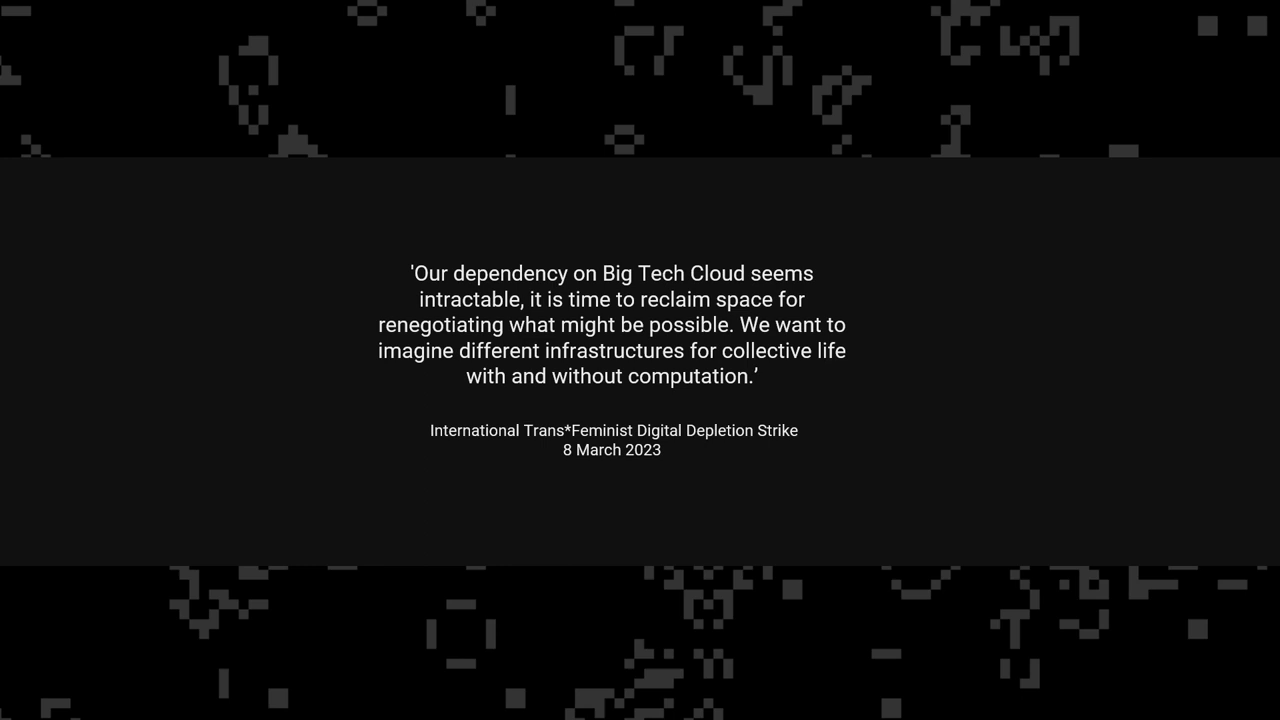 'Our dependency on Big Tech Cloud seems
intractable, it is time to reclaim space for
renegotiating what might be possible. We want to
imagine different infrastructures for collective life
with and without computation.’
International Trans*Feminist Digital Depletion Strike
8 March 2023